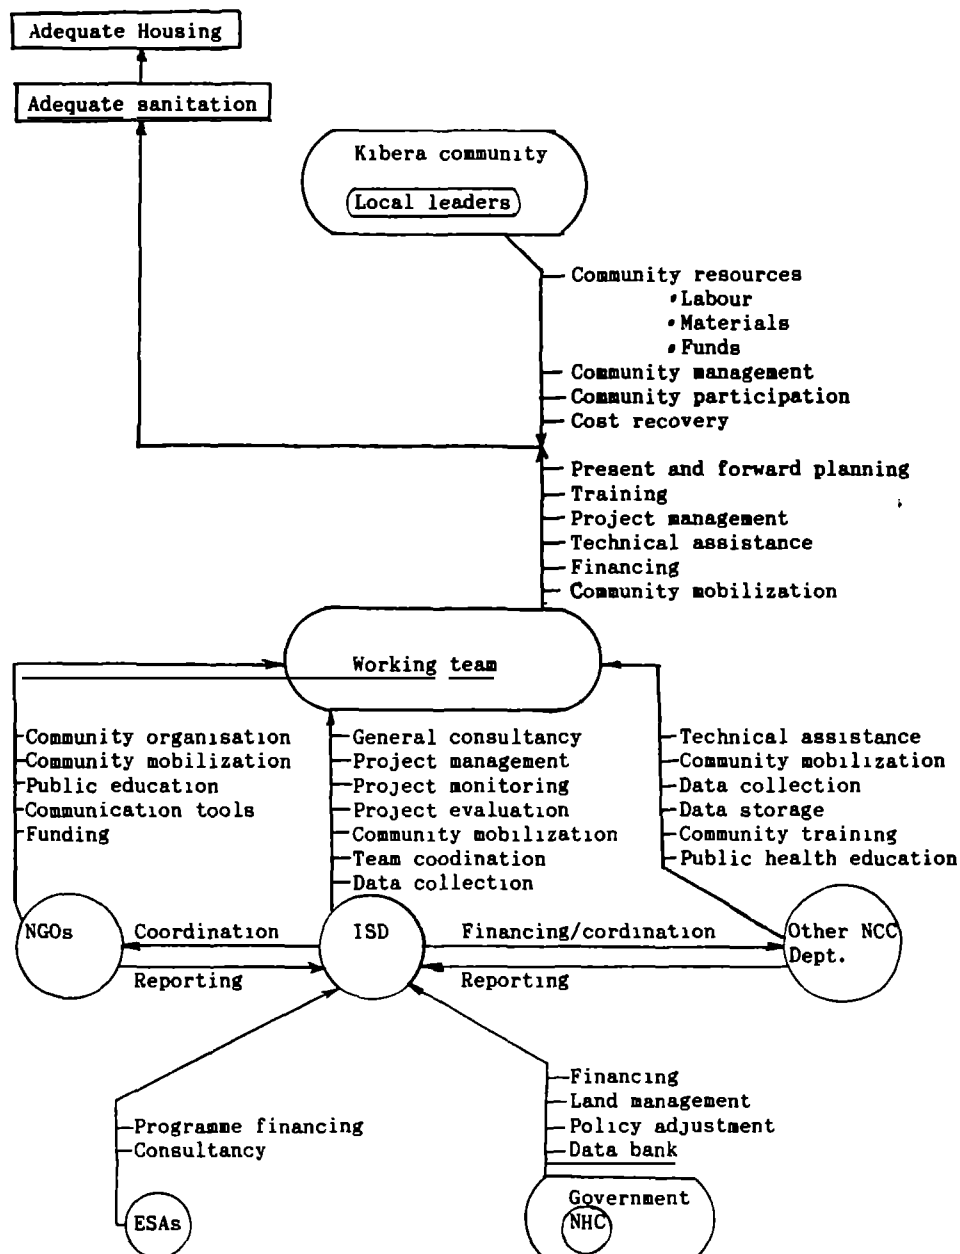 Adequate Housing
Adequate sanitation
Kibera community
Local leaders
Community resources
• Labour
• Materials
• Funds
Community management
Community participation
Cost recovery
Present and forward planning
Training
Project management
Technical assistance
Financing
Community mobilization
Working team
Community organisation
Community mobilization
Public education
Communication tools
Funding
General consultancy
Project management
Project monitoring
Project evaluation
Community mobilization
Team coodination
Data collection
Technical assistance
Community mobilization
Data collection
Data storage
Community training
Public health education
NGOs
Coordination
Reporting
ISD
Financing/cordination
Reporting
Other NCC
Dept.
Programme financing
Consultancy
ESAs
Financing
Land management
Policy adjustment
Data bank
Government
NHC